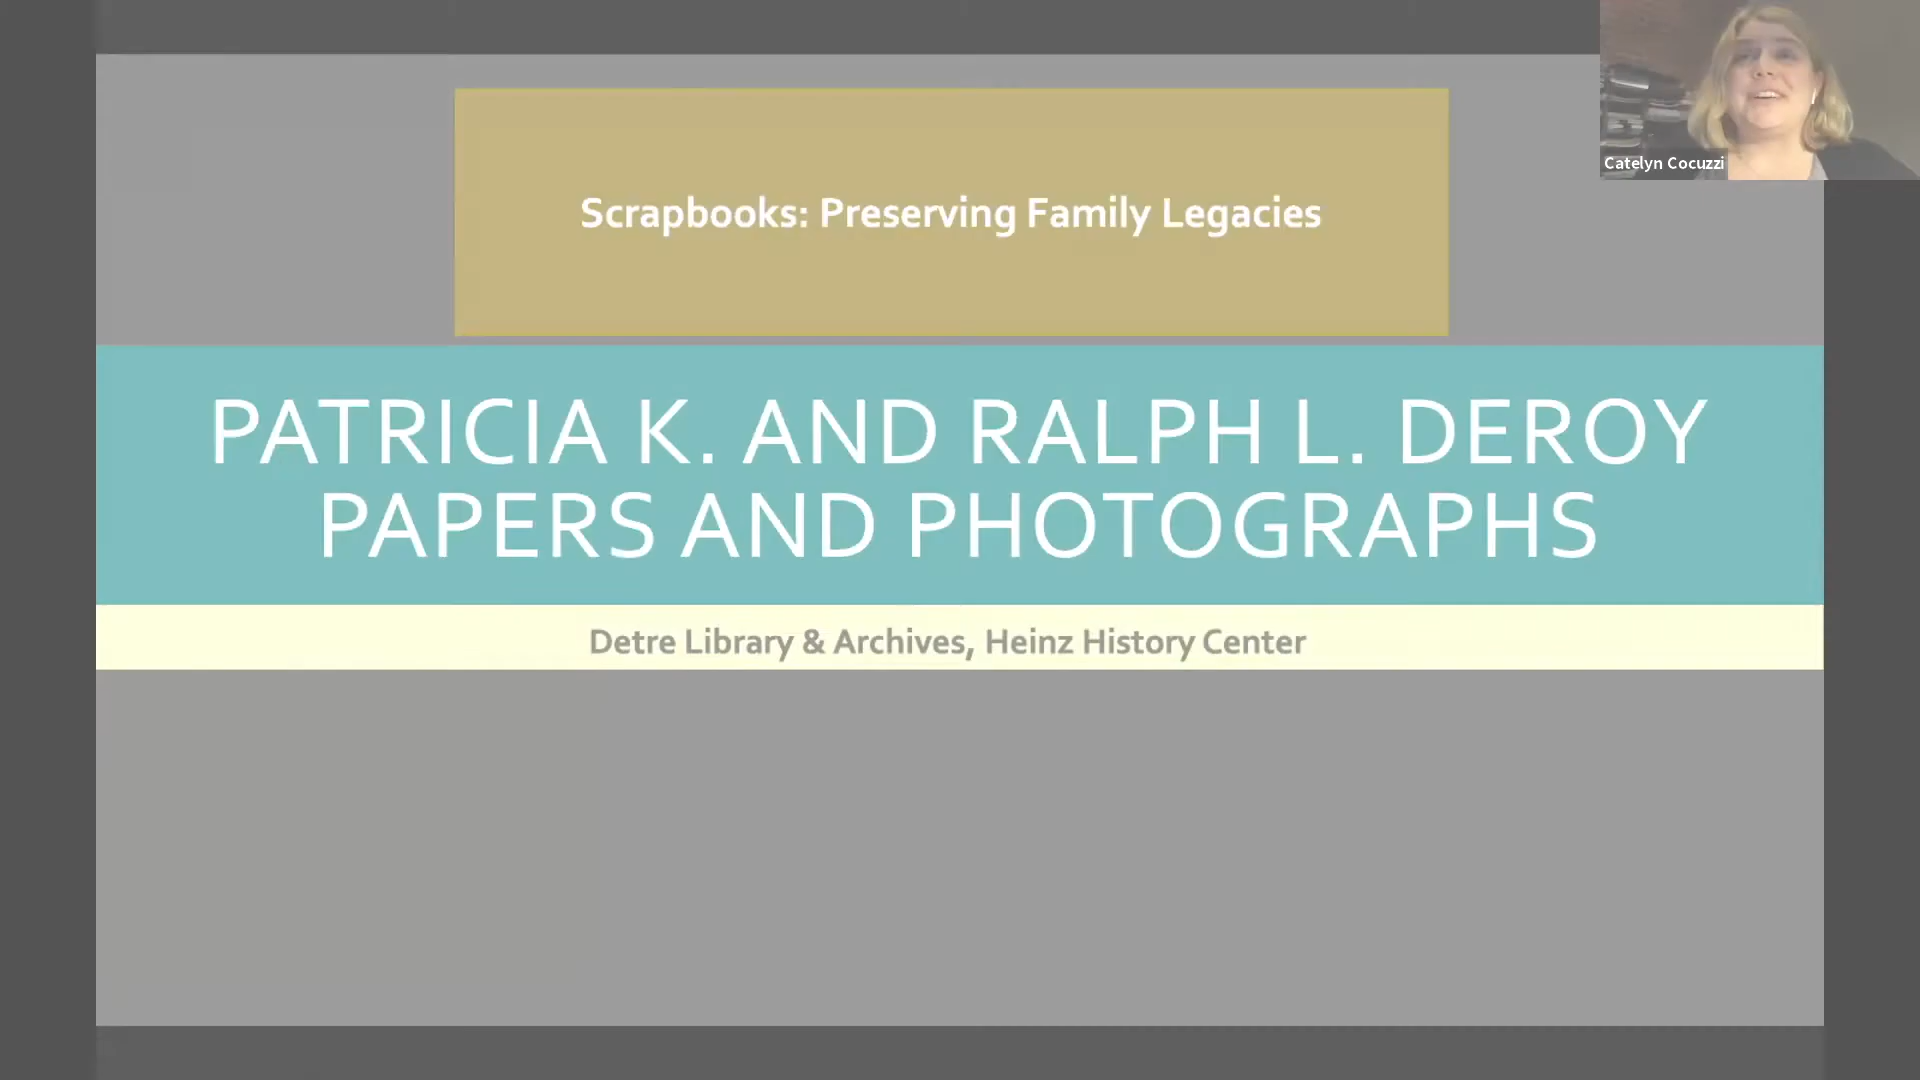 Scrapbooks: Preserving Family Legacies
Catelyn Cocuzzi
PATRICIA K. AND RALPH L. DEROY
PAPERS AND PHOTOGRAPHS
Detre Library & Archives, Heinz History Center